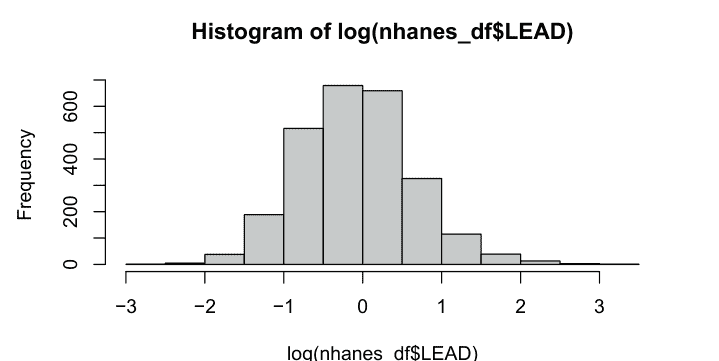 Histogram of log(nhanes_df$LEAD)
Frequency
600
400
200
0
−3 −2 −1 0 1 2 3
log(nhanes_df$LEAD)